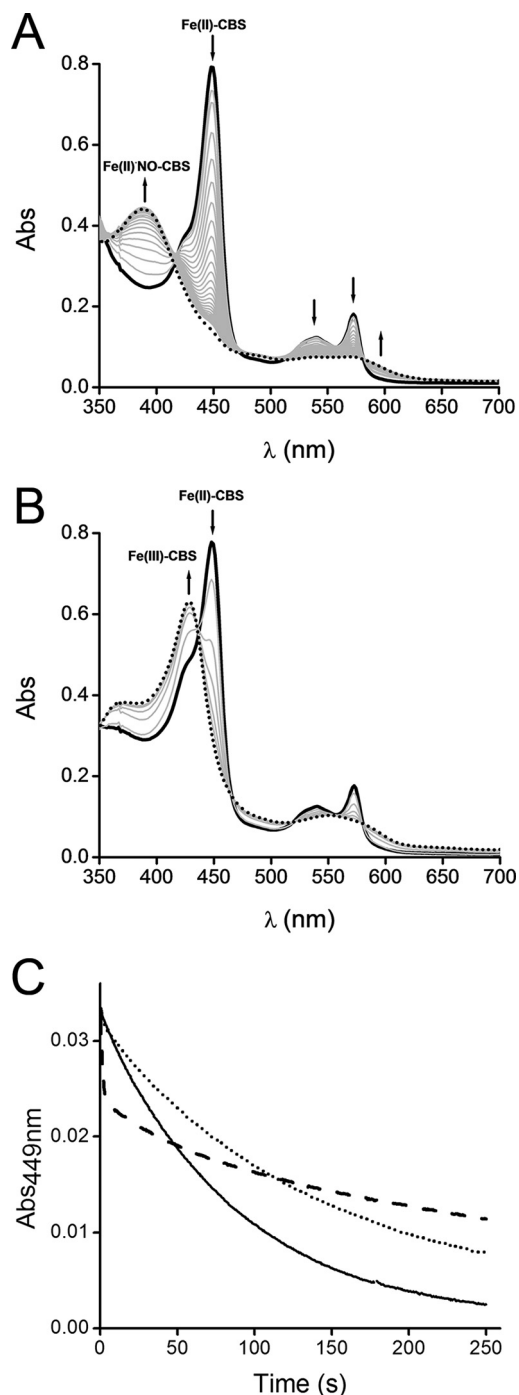 A
Fe(II)-CBS
Fe(II)·NO-CBS
0.8
0.6
0.4
0.2
0.0
Abs
350 400 450 500 550 600 650 700
λ (nm)
B
Fe(II)-CBS
Fe(III)-CBS
0.8
0.6
0.4
0.2
0.0
Abs
350 400 450 500 550 600 650 700
λ (nm)
C
0.03
0.02
0.01
0.00
Abs449nm
0 50 100 150 200 250
Time (s)